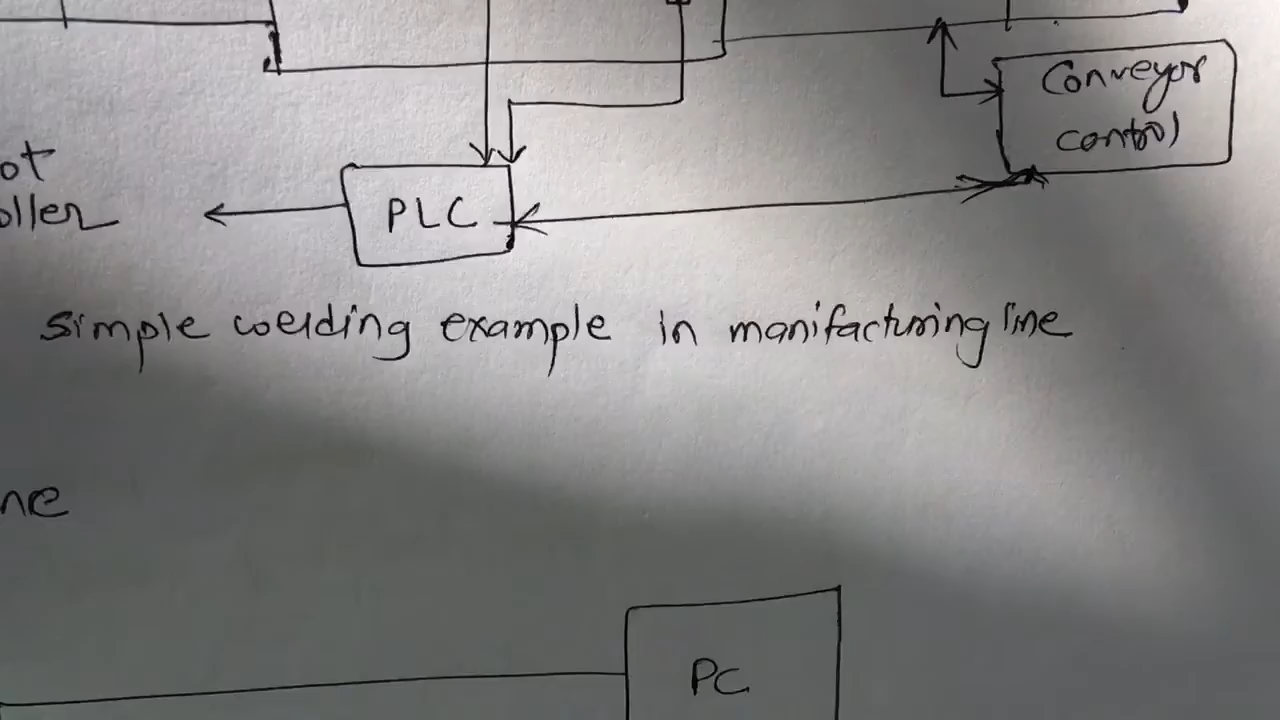 Conveyor
control
ot
oller
PLC
simple welding example in manifacturing line
ne
PC